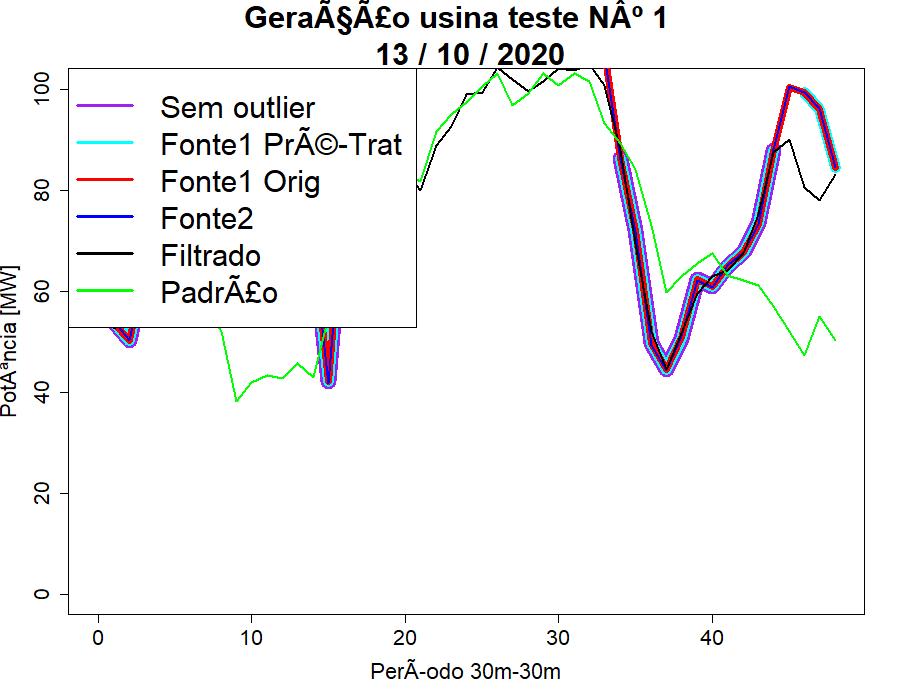 GeraÃ§Ã£o usina teste NÂº 1
13 / 10 / 2020
Sem outlier
Fonte1 PrÃ©-Trat
Fonte1 Orig
Fonte2
Filtrado
PadrÃ£o
PotÃªncia [MW]
100
80
60
40
20
0
0 10 20 30 40
PerÃ-odo 30m-30m